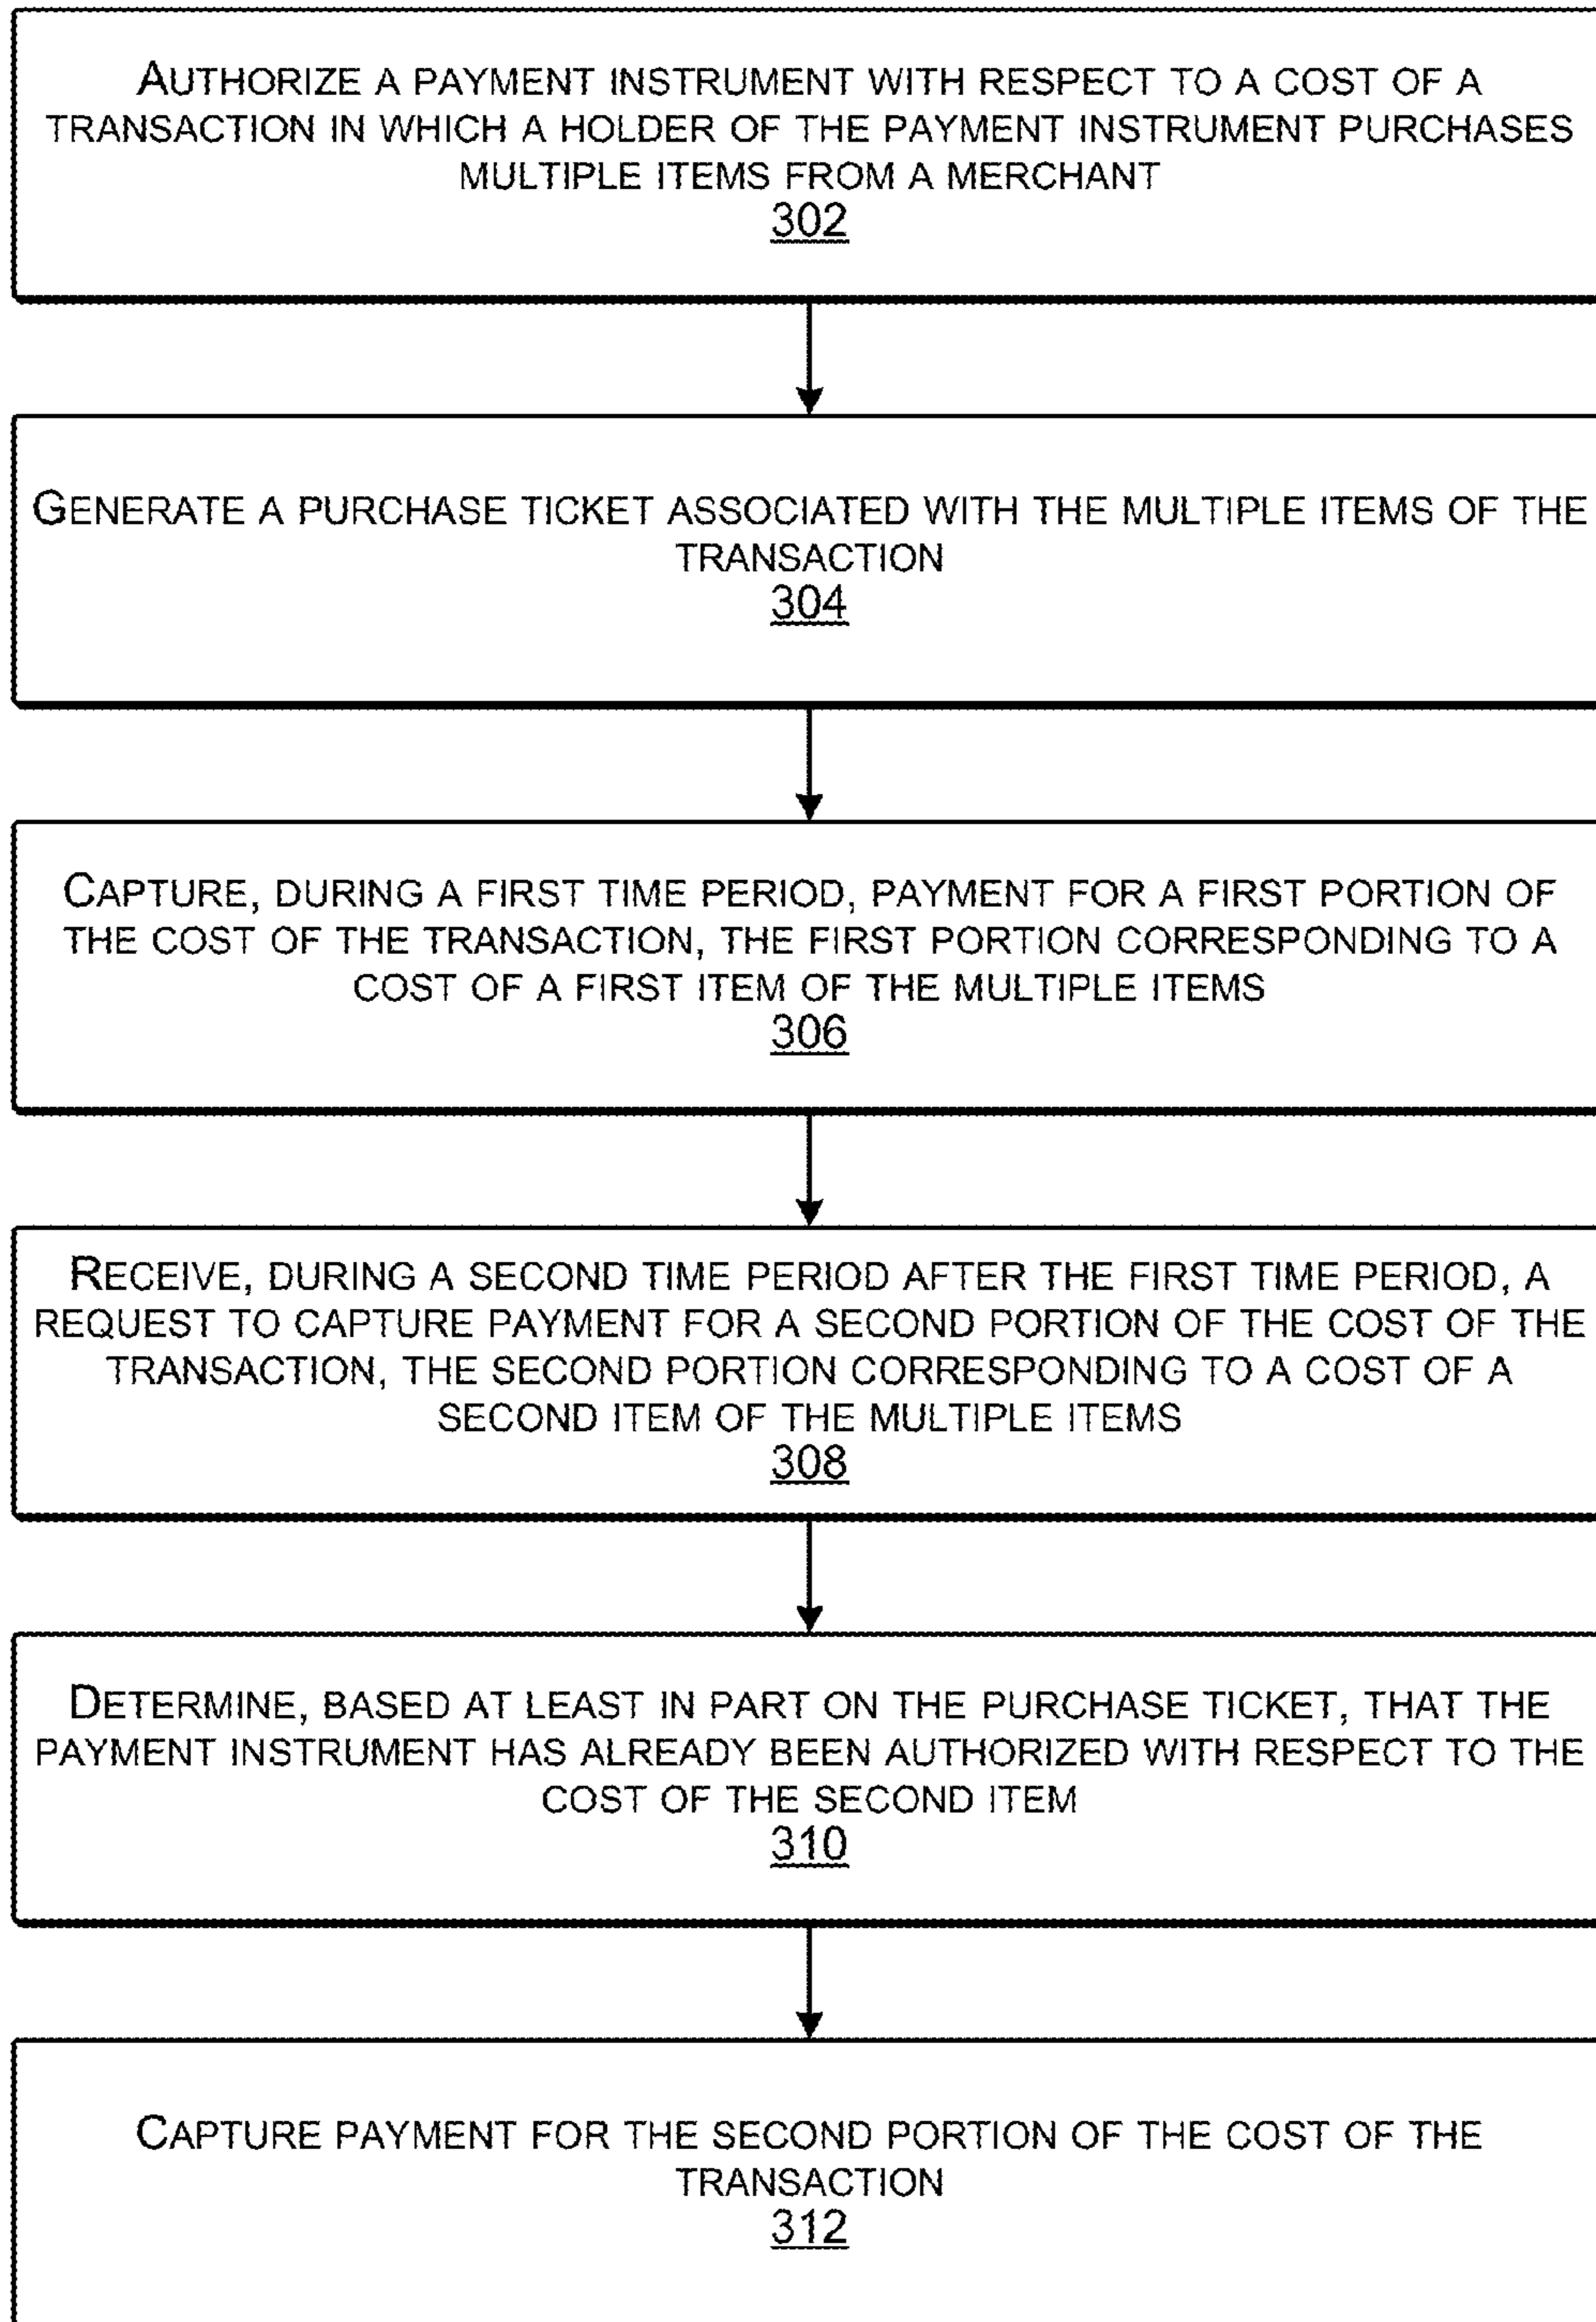 AUTHORIZE A PAYMENT INSTRUMENT WITH RESPECT TO A COST OF A
TRANSACTION IN WHICH A HOLDER OF THE PAYMENT INSTRUMENT PURCHASES
MULTIPLE ITEMS FROM A MERCHANT
302
GENERATE A PURCHASE TICKET ASSOCIATED WITH THE MULTIPLE ITEMS OF THE
TRANSACTION
304
CAPTURE, DURING A FIRST TIME PERIOD, PAYMENT FOR A FIRST PORTION OF
THE COST OF THE TRANSACTION, THE FIRST PORTION CORRESPONDING TO A
COST OF A FIRST ITEM OF THE MULTIPLE ITEMS
306
RECEIVE, DURING A SECOND TIME PERIOD AFTER THE FIRST TIME PERIOD, A
REQUEST TO CAPTURE PAYMENT FOR A SECOND PORTION OF THE COST OF THE
TRANSACTION, THE SECOND PORTION CORRESPONDING TO A COST OF A
SECOND ITEM OF THE MULTIPLE ITEMS
308
DETERMINE, BASED AT LEAST IN PART ON THE PURCHASE TICKET, THAT THE
PAYMENT INSTRUMENT HAS ALREADY BEEN AUTHORIZED WITH RESPECT TO THE
COST OF THE SECOND ITEM
310
CAPTURE PAYMENT FOR THE SECOND PORTION OF THE COST OF THE
TRANSACTION
312